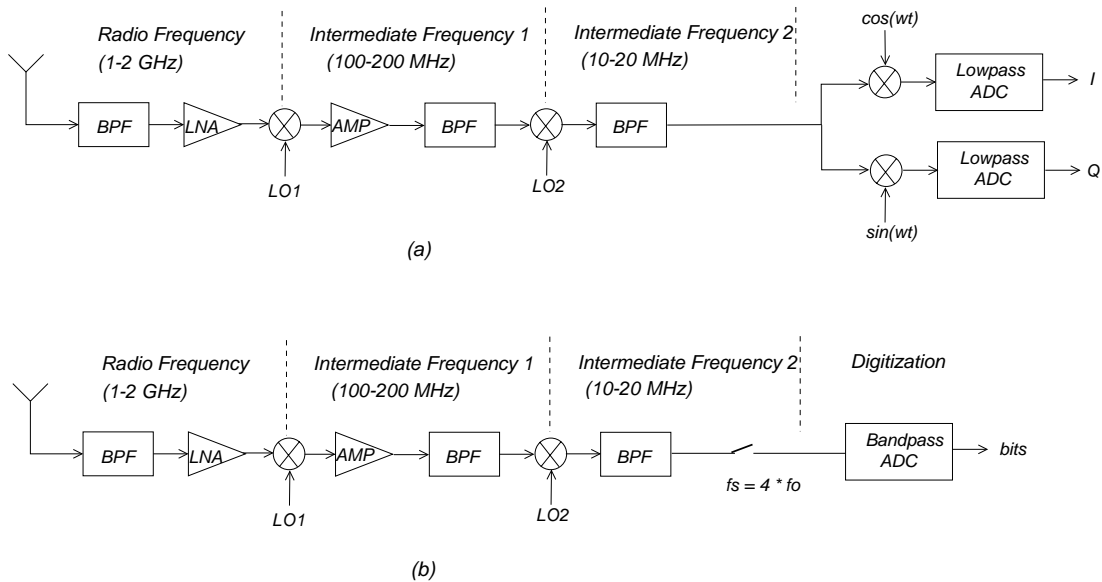 Radio Frequency
(1-2 GHz)
Intermediate Frequency 1
(100-200 MHz)
Intermediate Frequency 2
(10-20 MHz)
cos(wt)
BPF
LNA
AMP
BPF
BPF
LO1
LO2
Lowpass
ADC
I
Lowpass
ADC
Q
sin(wt)
(a)
Radio Frequency
(1-2 GHz)
Intermediate Frequency 1
(100-200 MHz)
Intermediate Frequency 2
(10-20 MHz)
Digitization
BPF
LNA
AMP
BPF
BPF
Bandpass
ADC
bits
LO1
LO2
fs = 4 * fo
(b)